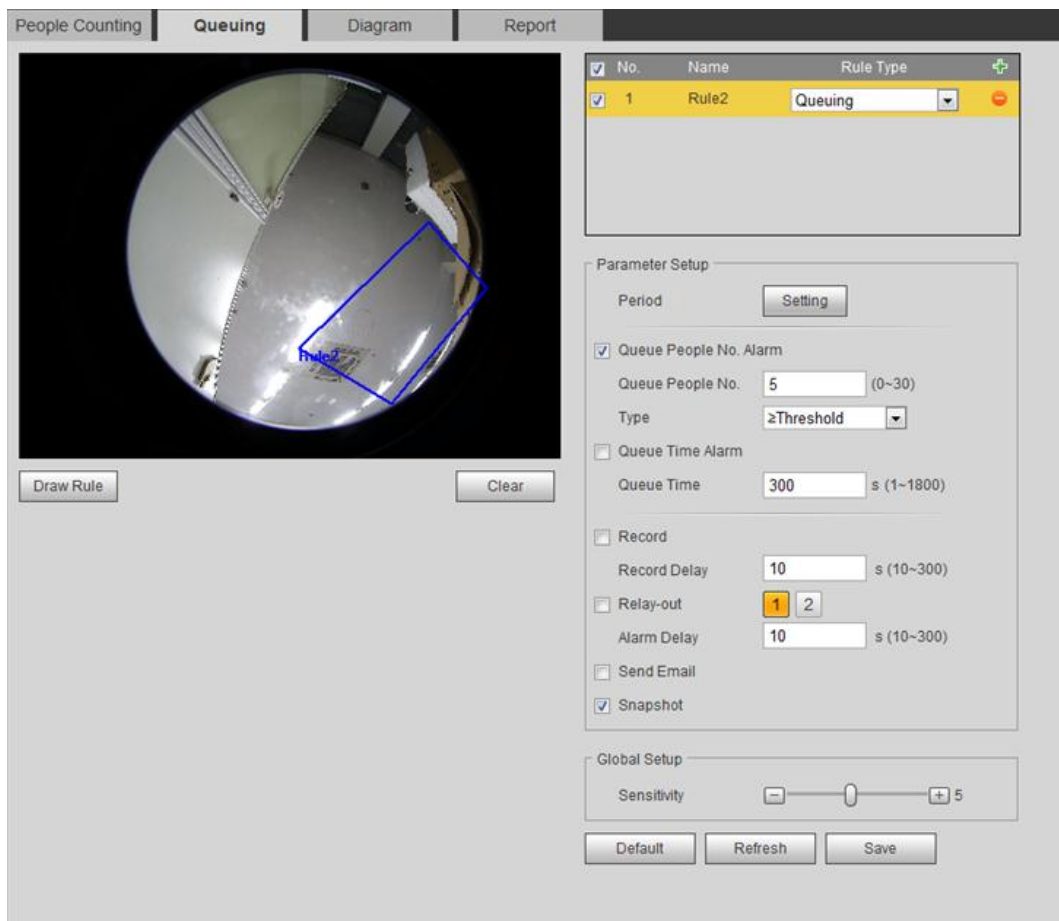 People Counting Queuing Diagram Report
No. Name Rule Type
1 Rule2 Queuing
Rule2
Draw Rule Clear
Parameter Setup
Period Setting
Queue People No. Alarm
Queue People No. 5 (0~30)
Type ≥Threshold
Queue Time Alarm
Queue Time 300 s (1~1800)
Record
Record Delay 10 s (10~300)
Relay-out 1 2
Alarm Delay 10 s (10~300)
Send Email
Snapshot
Global Setup
Sensitivity 5
Default Refresh Save